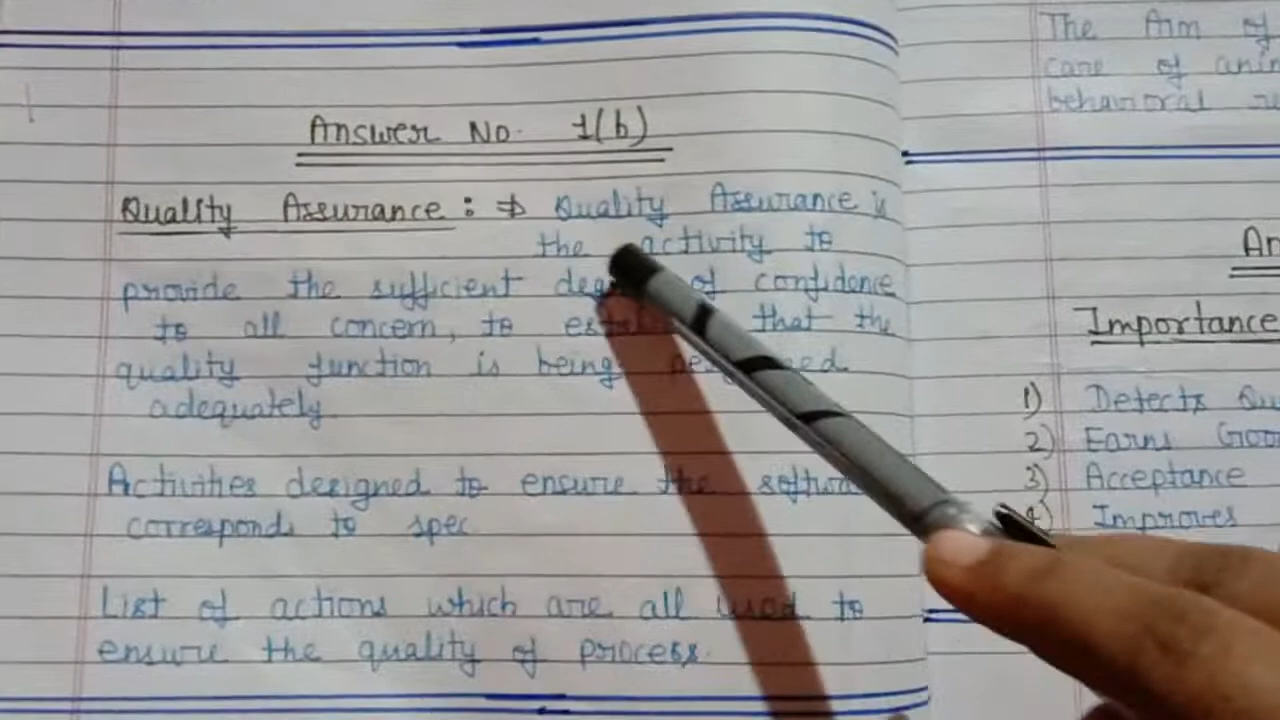 Answer No. 1(b)
Quality Assurance : ⇒ Quality Assurance is
the activity to
provide the sufficient of confidence
to all concern, to that the
quality function is being
adequately
Activities designed to ensure the
corresponds to spec
List of actions which are all used to
ensure the quality of process.
The Aim of
care of
behavioral
Importance
1) Detects
2) Earns
3) Acceptance
4) Improves